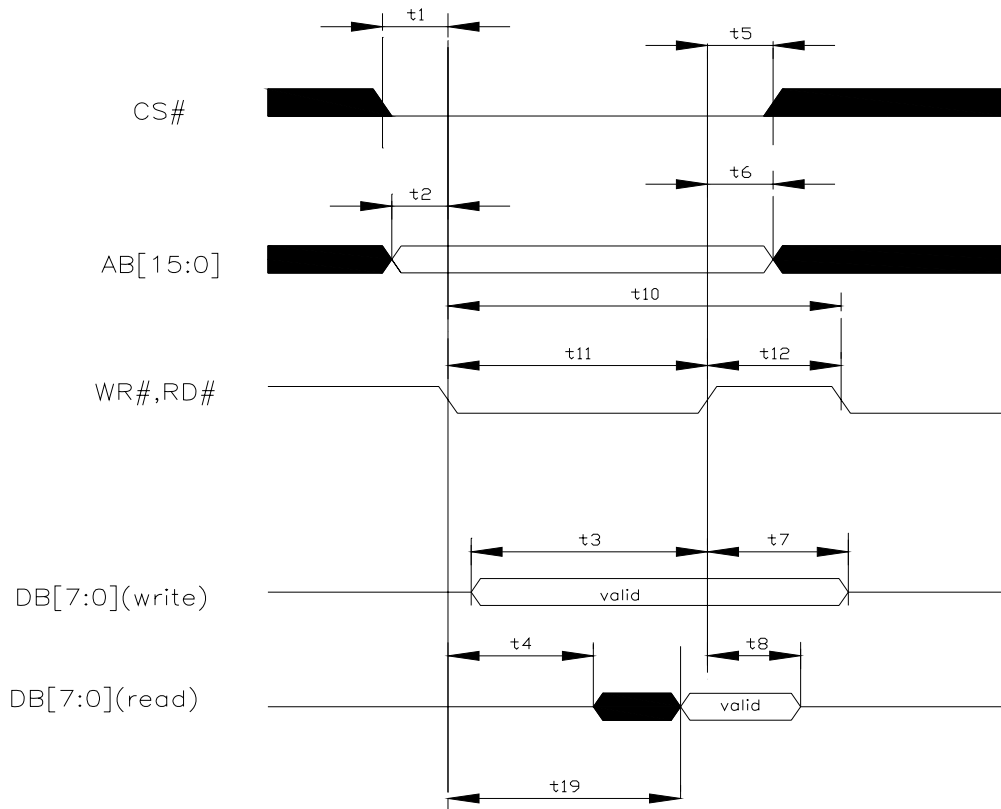 t1
t5
CS#
t6
t2
AB[15:0]
t10
t11
t12
WR#,RD#
t3
t7
DB[7:0](write)
valid
t4
t8
DB[7:0](read)
valid
t19